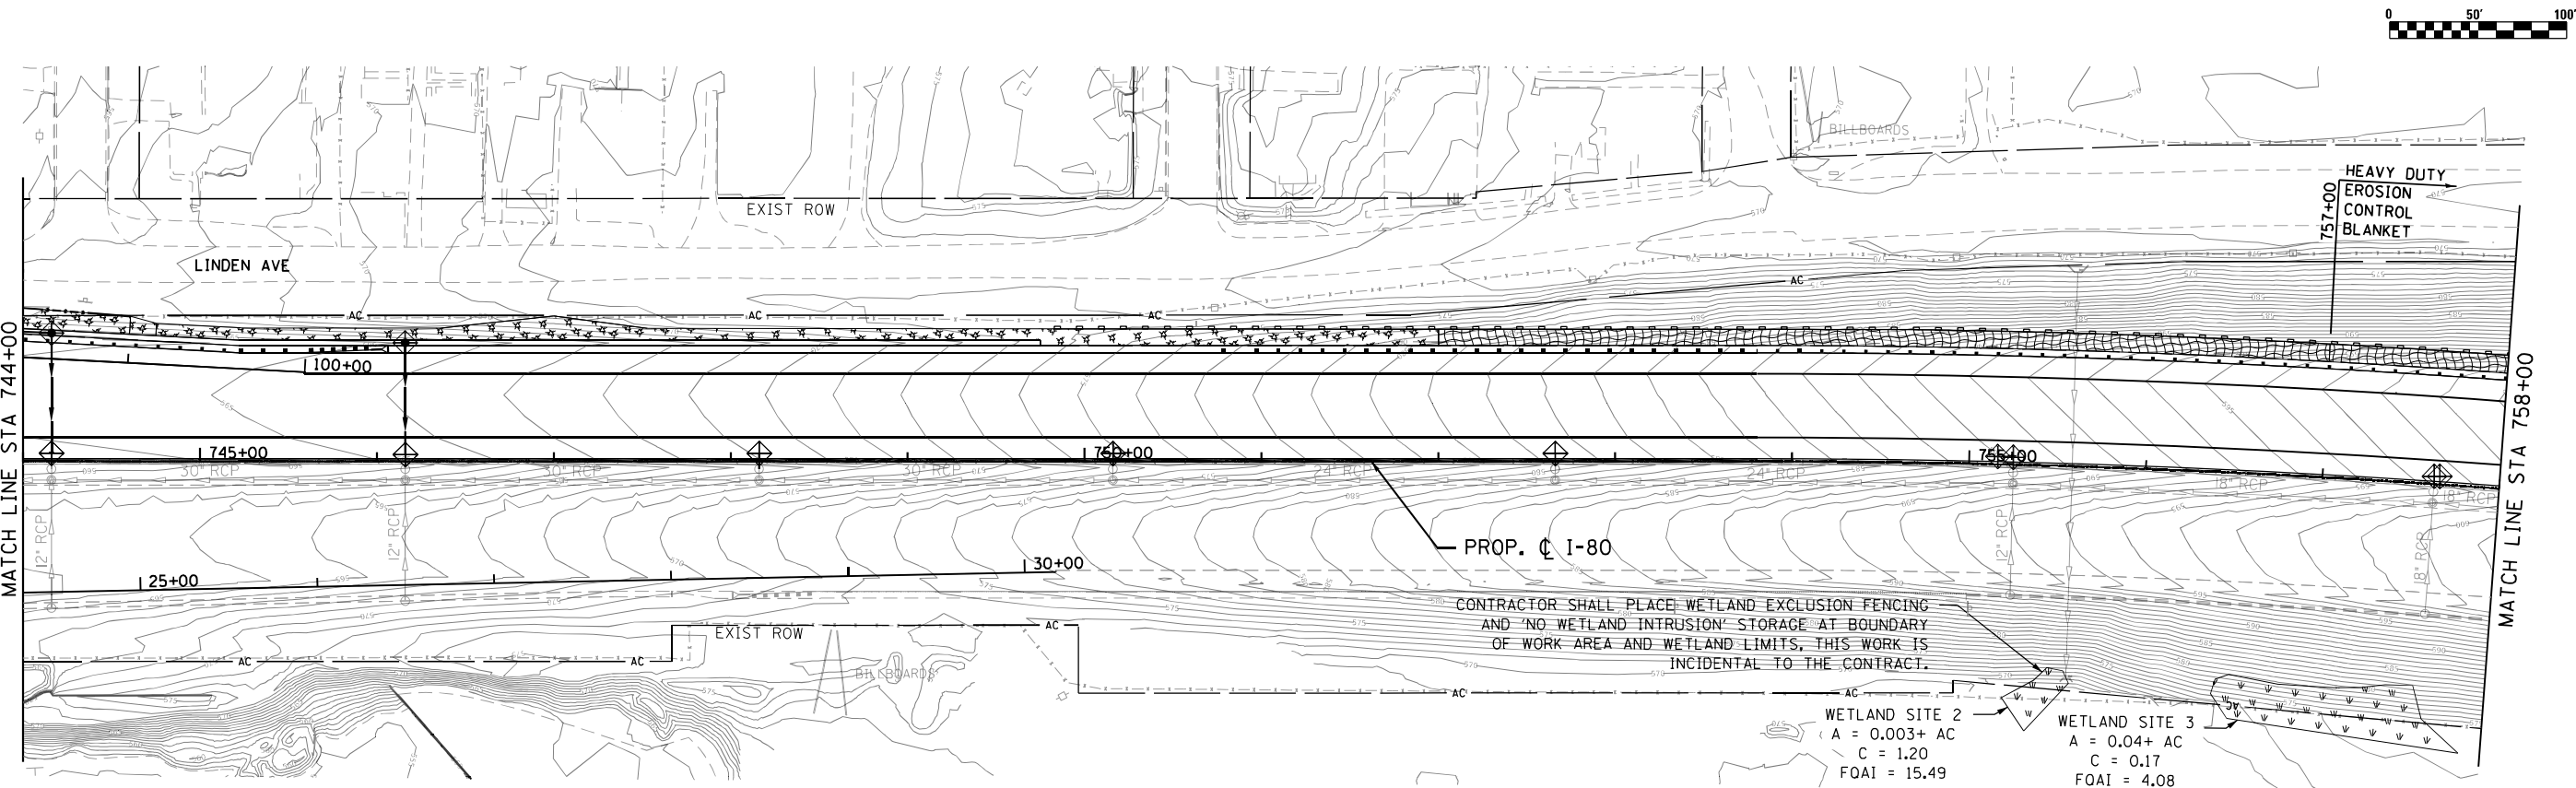 0 50' 100'
BILLBOARDS
HEAVY DUTY
EROSION
CONTROL
BLANKET
757+00
EXIST ROW
LINDEN AVE
AC
AC
AC
AC
MATCH LINE STA 744+00
100+00
745+00
750+00
755+00
30" RCP
30" RCP
30" RCP
24" RCP
24" RCP
18" RCP
18" RCP
12" RCP
12" RCP
12" RCP
18" RCP
MATCH LINE STA 758+00
PROP. ℄ I-80
25+00
30+00
CONTRACTOR SHALL PLACE WETLAND EXCLUSION FENCING
AND 'NO WETLAND INTRUSION' STORAGE AT BOUNDARY
OF WORK AREA AND WETLAND LIMITS, THIS WORK IS
INCIDENTAL TO THE CONTRACT.
EXIST ROW
AC
AC
AC
AC
AC
AC
BILLBOARDS
WETLAND SITE 2
A = 0.003+ AC
C = 1.20
FQAI = 15.49
WETLAND SITE 3
A = 0.04+ AC
C = 0.17
FQAI = 4.08